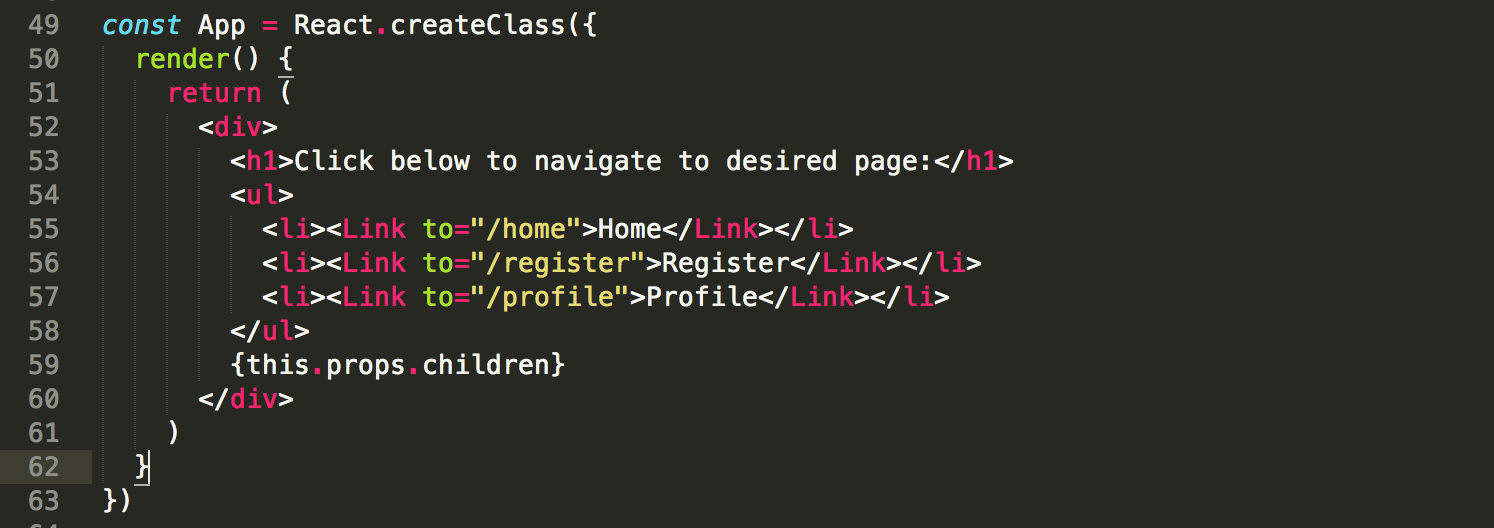 49 const App = React.createClass({
50   render() {
51     return (
52       <div>
53         <h1>Click below to navigate to desired page:</h1>
54         <ul>
55           <li><Link to="/home">Home</Link></li>
56           <li><Link to="/register">Register</Link></li>
57           <li><Link to="/profile">Profile</Link></li>
58         </ul>
59         {this.props.children}
60       </div>
61     )
62   }
63 })